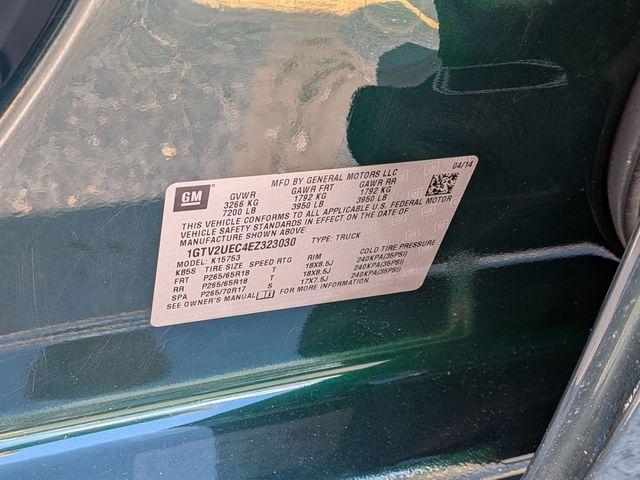 GM
MFD BY GENERAL MOTORS LLC
04/14
GVWR GAWR FRT GAWR RR
3266 KG 1792 KG 1792 KG
7200 LB 3950 LB 3950 LB
THIS VEHICLE CONFORMS TO ALL APPLICABLE U.S. FEDERAL MOTOR
VEHICLE SAFETY STANDARDS IN EFFECT ON THE DATE OF
MANUFACTURE SHOWN ABOVE.
1GTV2UEC4EZ323030 TYPE: TRUCK
MODEL: K15753
KB5S TIRE SIZE SPEED RTG RIM COLD TIRE PRESSURE
FRT P265/65R18 T 18X8.5J 240KPA(35PSI)
RR P265/65R18 T 18X8.5J 240KPA(35PSI)
SPA P265/70R17 S 17X7.5J 240KPA(35PSI)
SEE OWNER'S MANUAL FOR MORE INFORMATION.